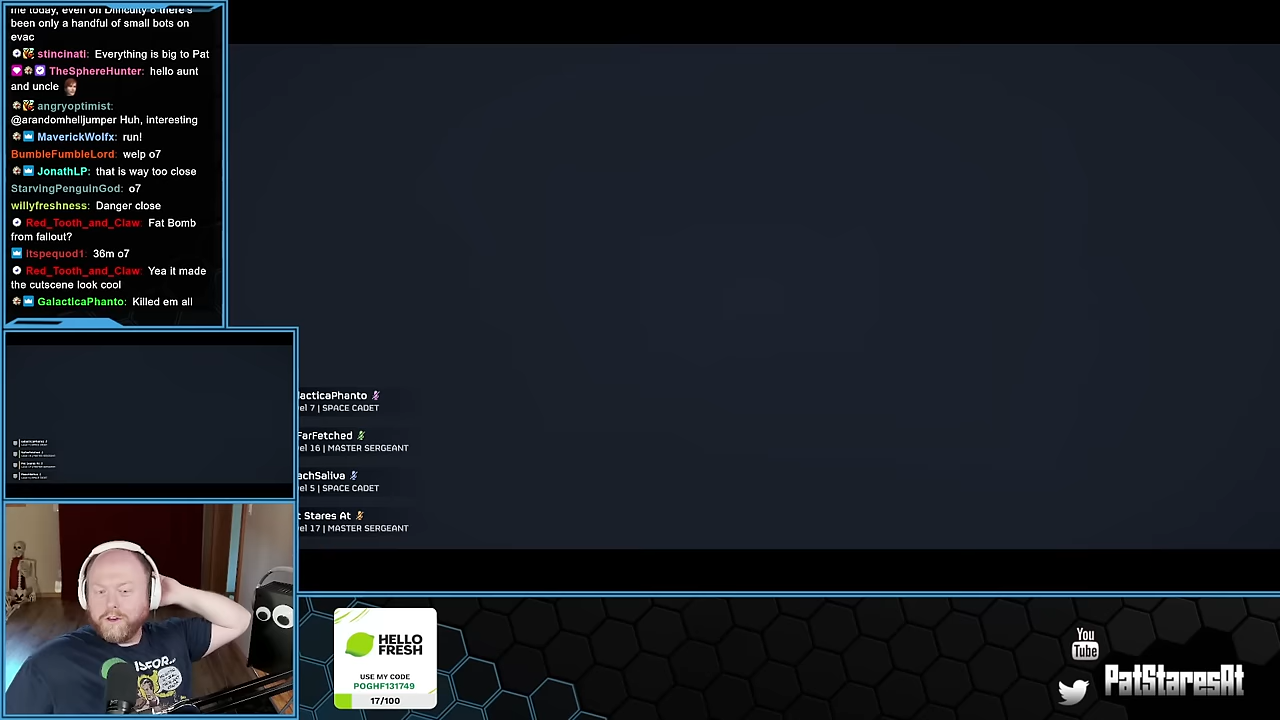 me today, even on Difficulty 6 there's
been only a handful of small bots on
evac
stincinati: Everything is big to Pat
TheSphereHunter: hello aunt
and uncle
angryoptimist:
@arandomhelljumper Huh, interesting
MaverickWolfx: run!
BumbleFumbleLord: welp o7
JonathLP: that is way too close
StarvingPenguinGod: o7
willyfreshness: Danger close
Red_Tooth_and_Claw: Fat Bomb
from fallout?
Itspequod1: 36m o7
Red_Tooth_and_Claw: Yea it made
the cutscene look cool
GalacticaPhanto: Killed em all
lacticaPhanto
el 7 | SPACE CADET
FarFetched
el 16 | MASTER SERGEANT
achSaliva
el 5 | SPACE CADET
t Stares At
el 17 | MASTER SERGEANT
ISFOR...
HELLO
FRESH
USE MY CODE
POGHF131749
17/100
You
Tube
PatStaresAt